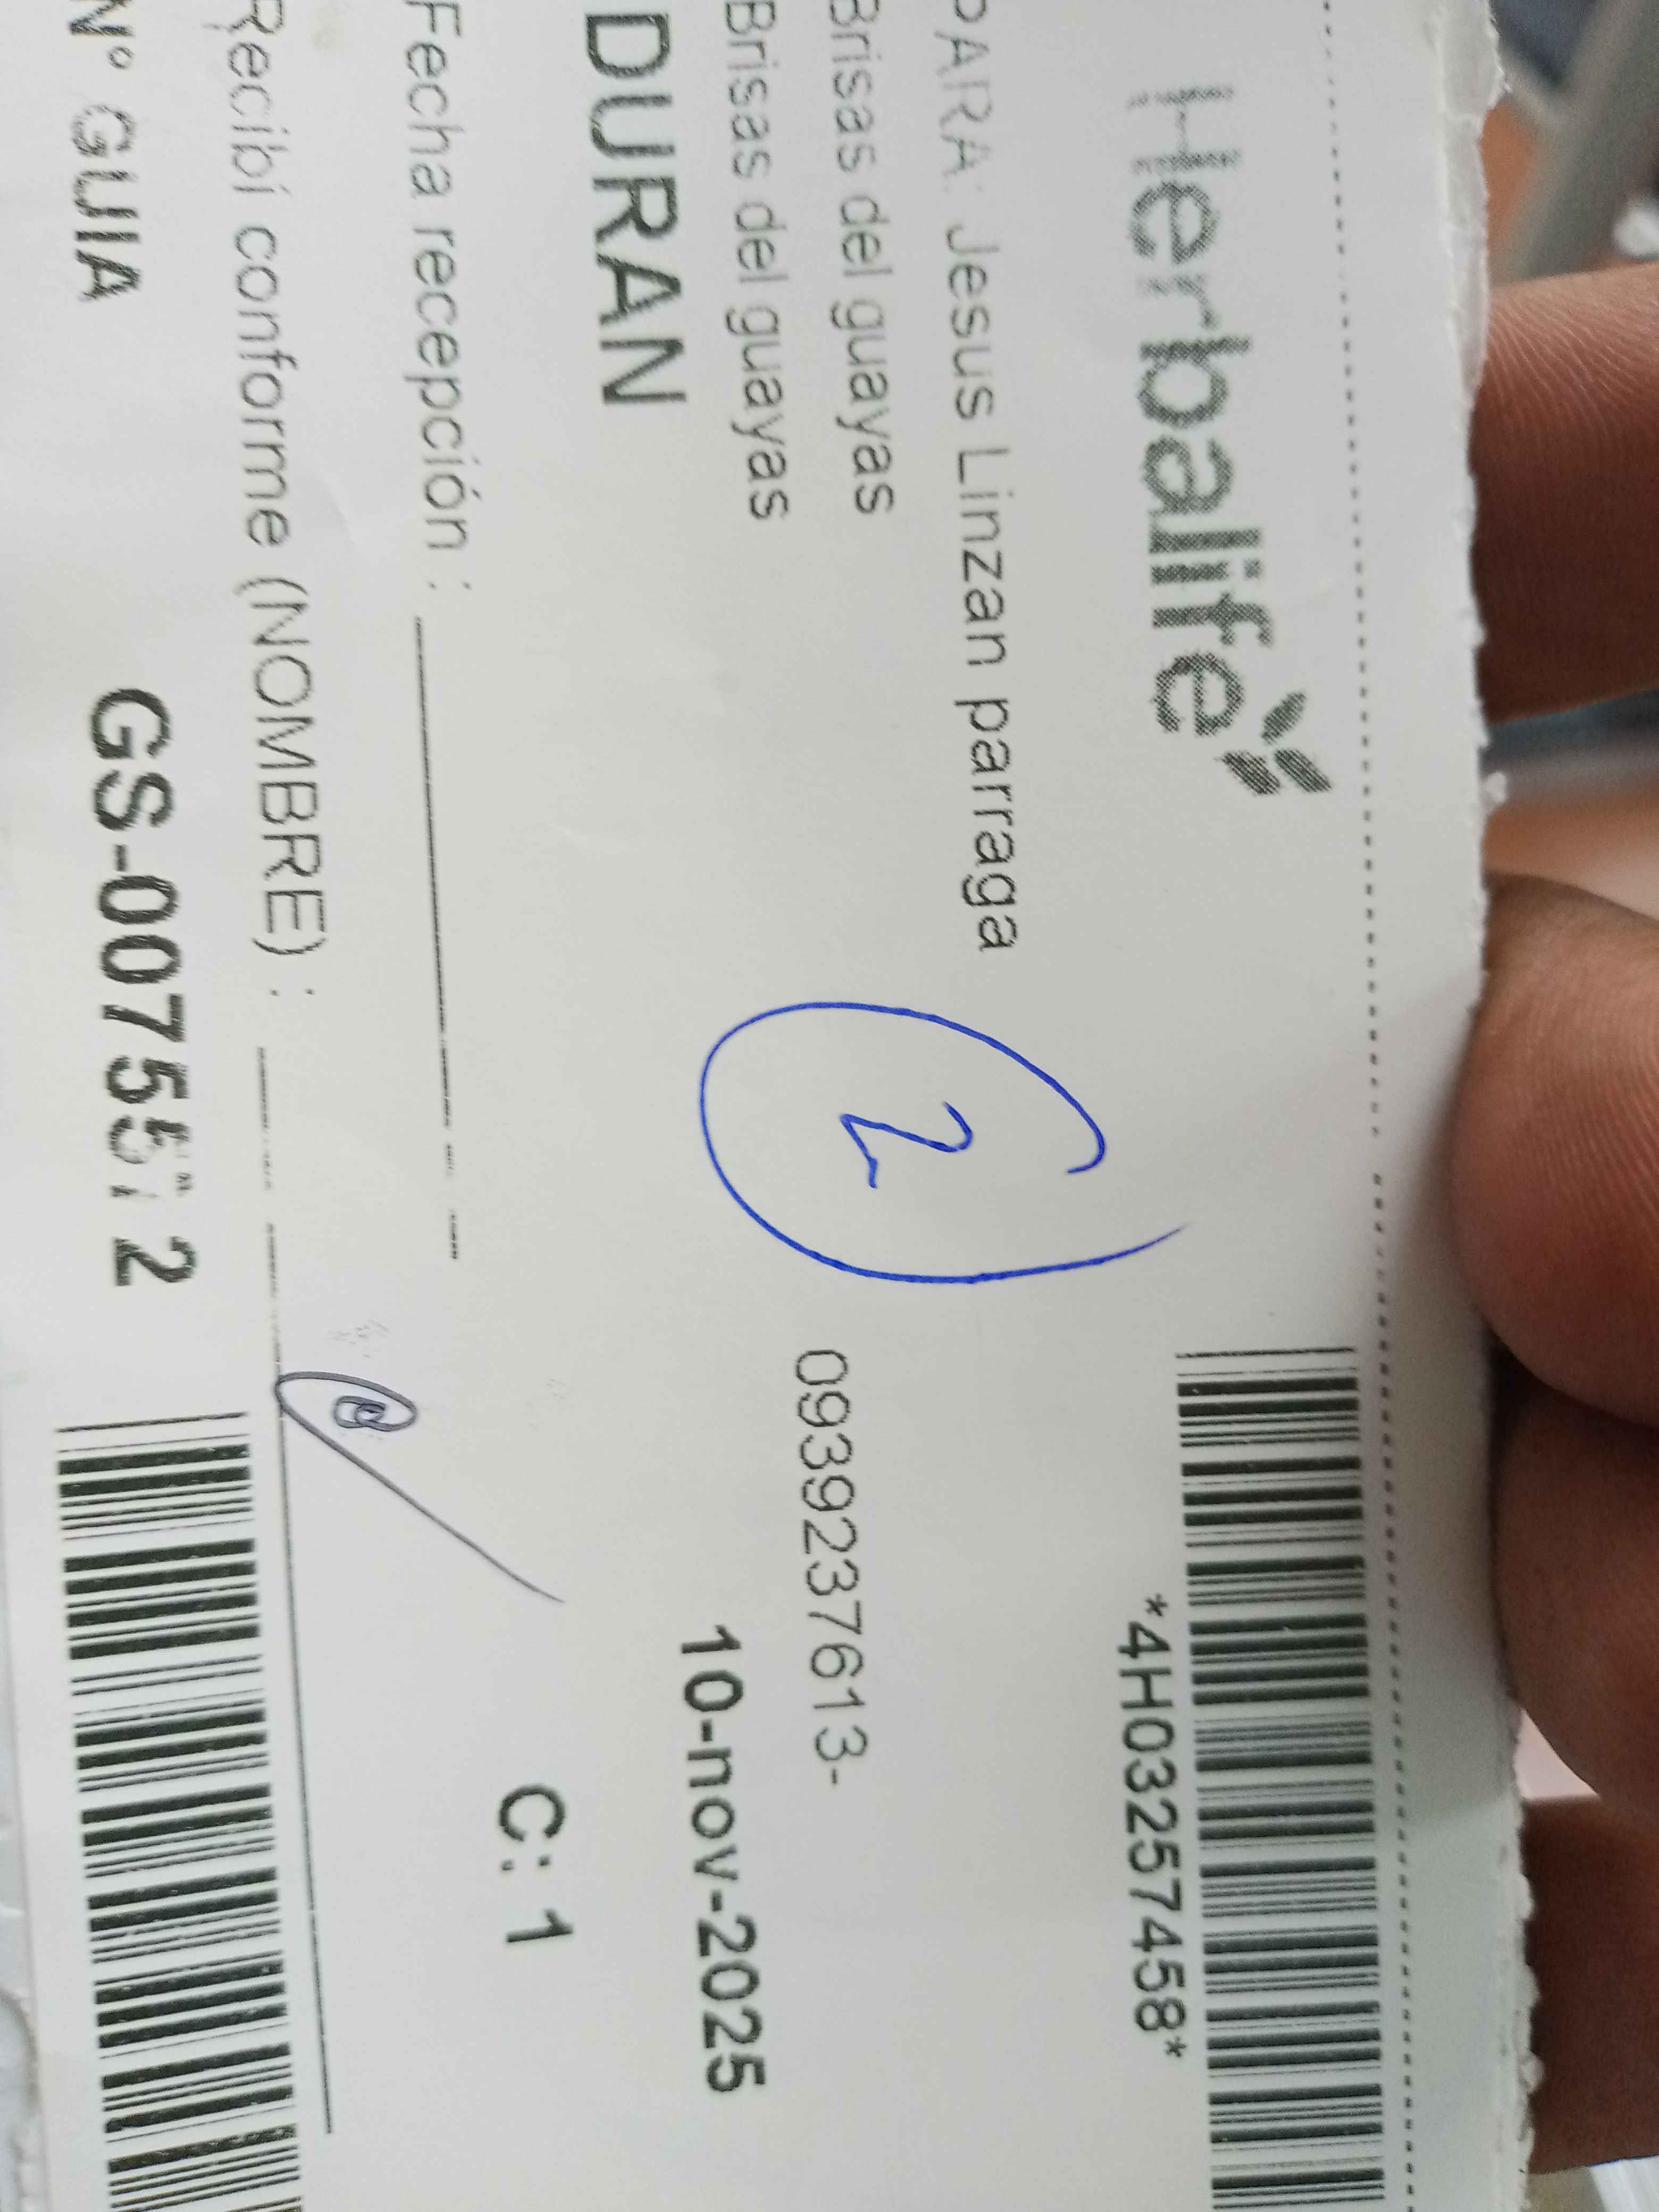 Herbalife
*4H03257458*
PARA: Jesus Linzan parraga
Brisas del guayas
0939237613-
Brisas del guayas
2
10-nov-2025
DURAN
C: 1
Fecha recepción :
Recibí conforme (NOMBRE) :
N° GUIA